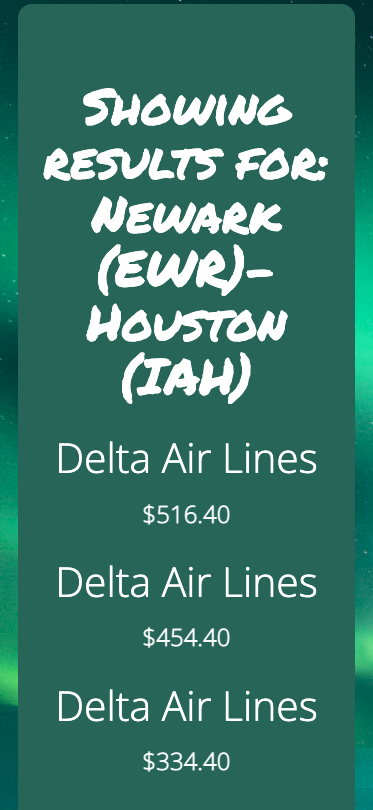 Showing
results for:
Newark
(EWR)-
Houston
(IAH)
Delta Air Lines
$516.40
Delta Air Lines
$454.40
Delta Air Lines
$334.40